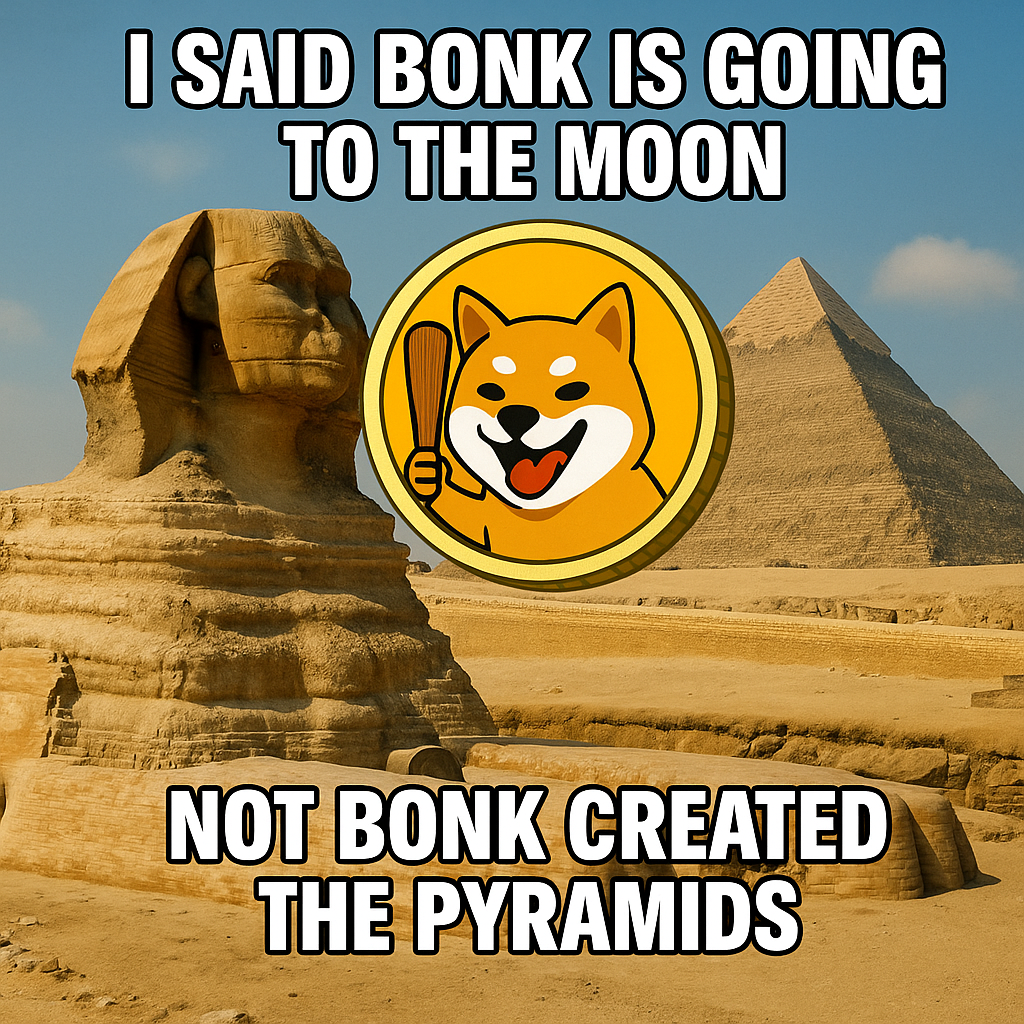 I SAID BONK IS GOING
TO THE MOON
NOT BONK CREATED
THE PYRAMIDS